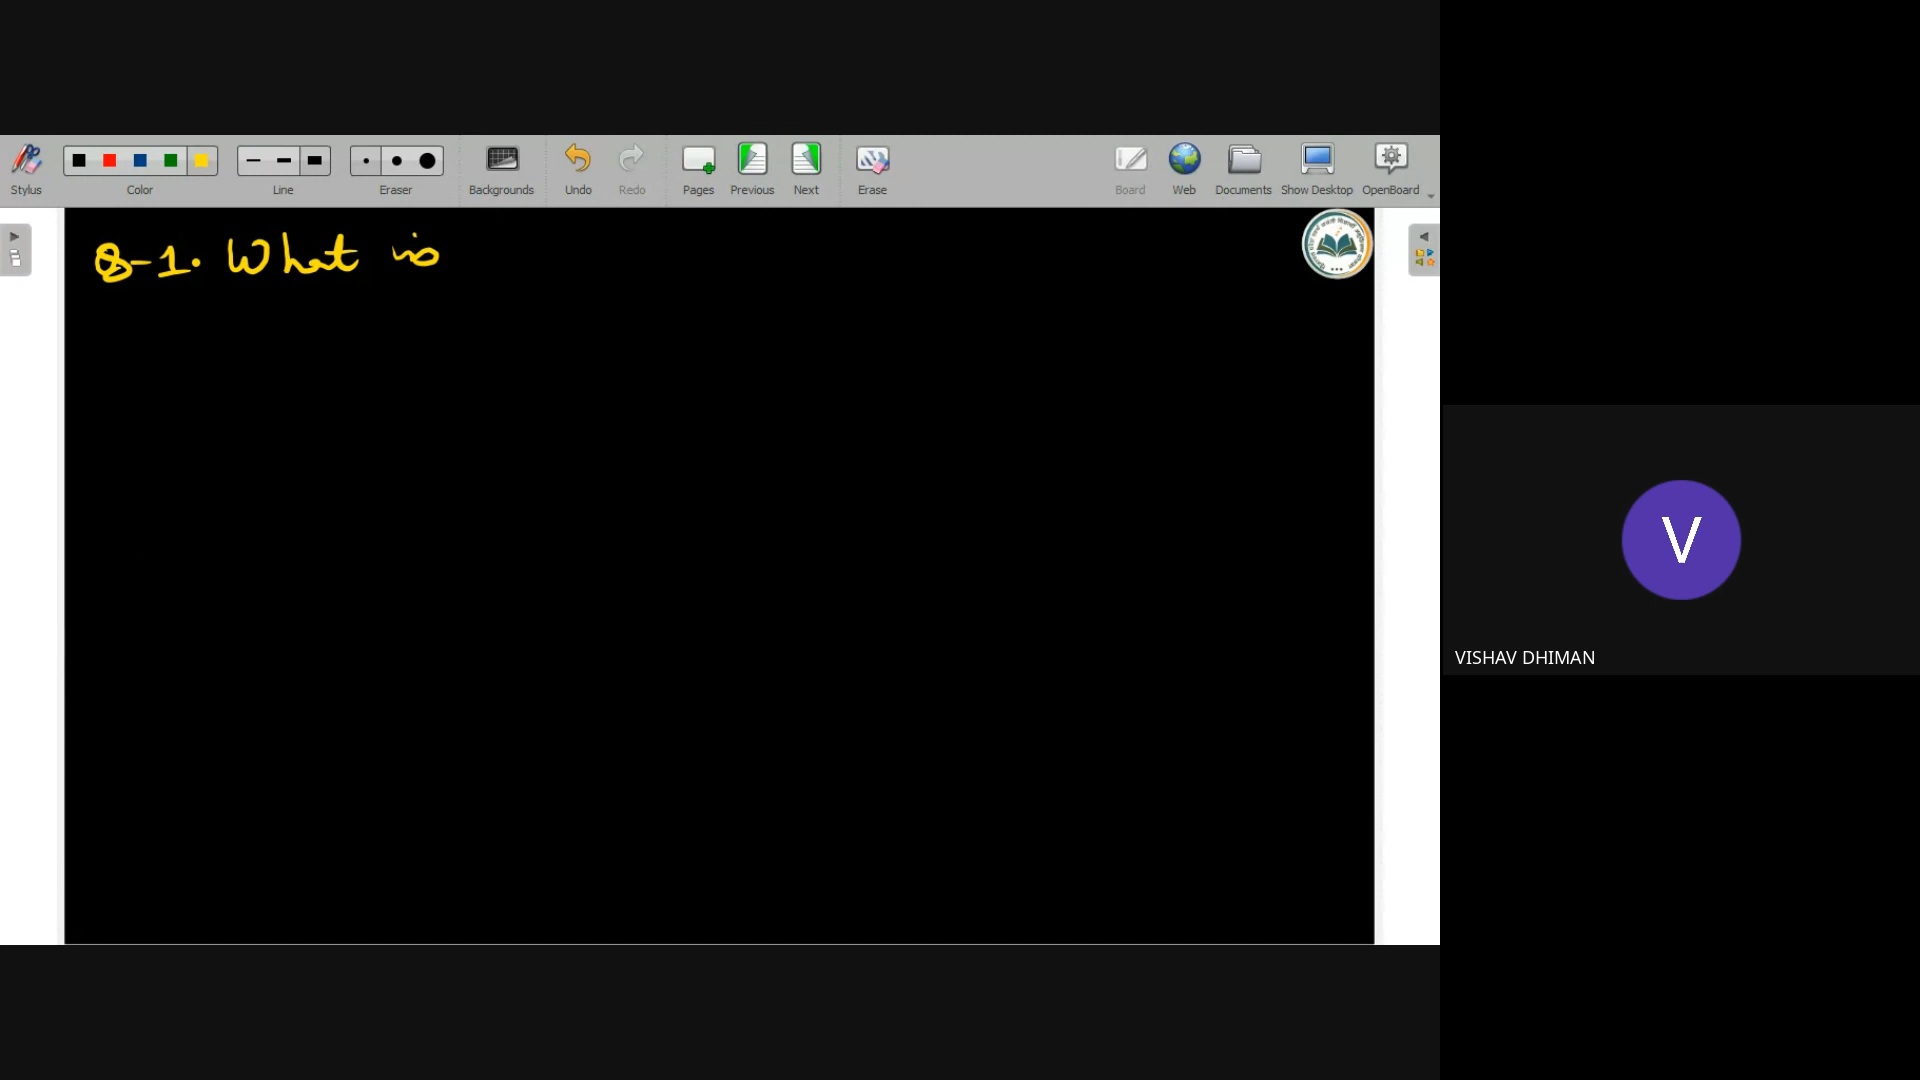 Stylus Color Line Eraser Backgrounds Undo Redo Pages Previous Next Erase Board Web Documents Show Desktop OpenBoard
Q-1. What is
V
VISHAV DHIMAN